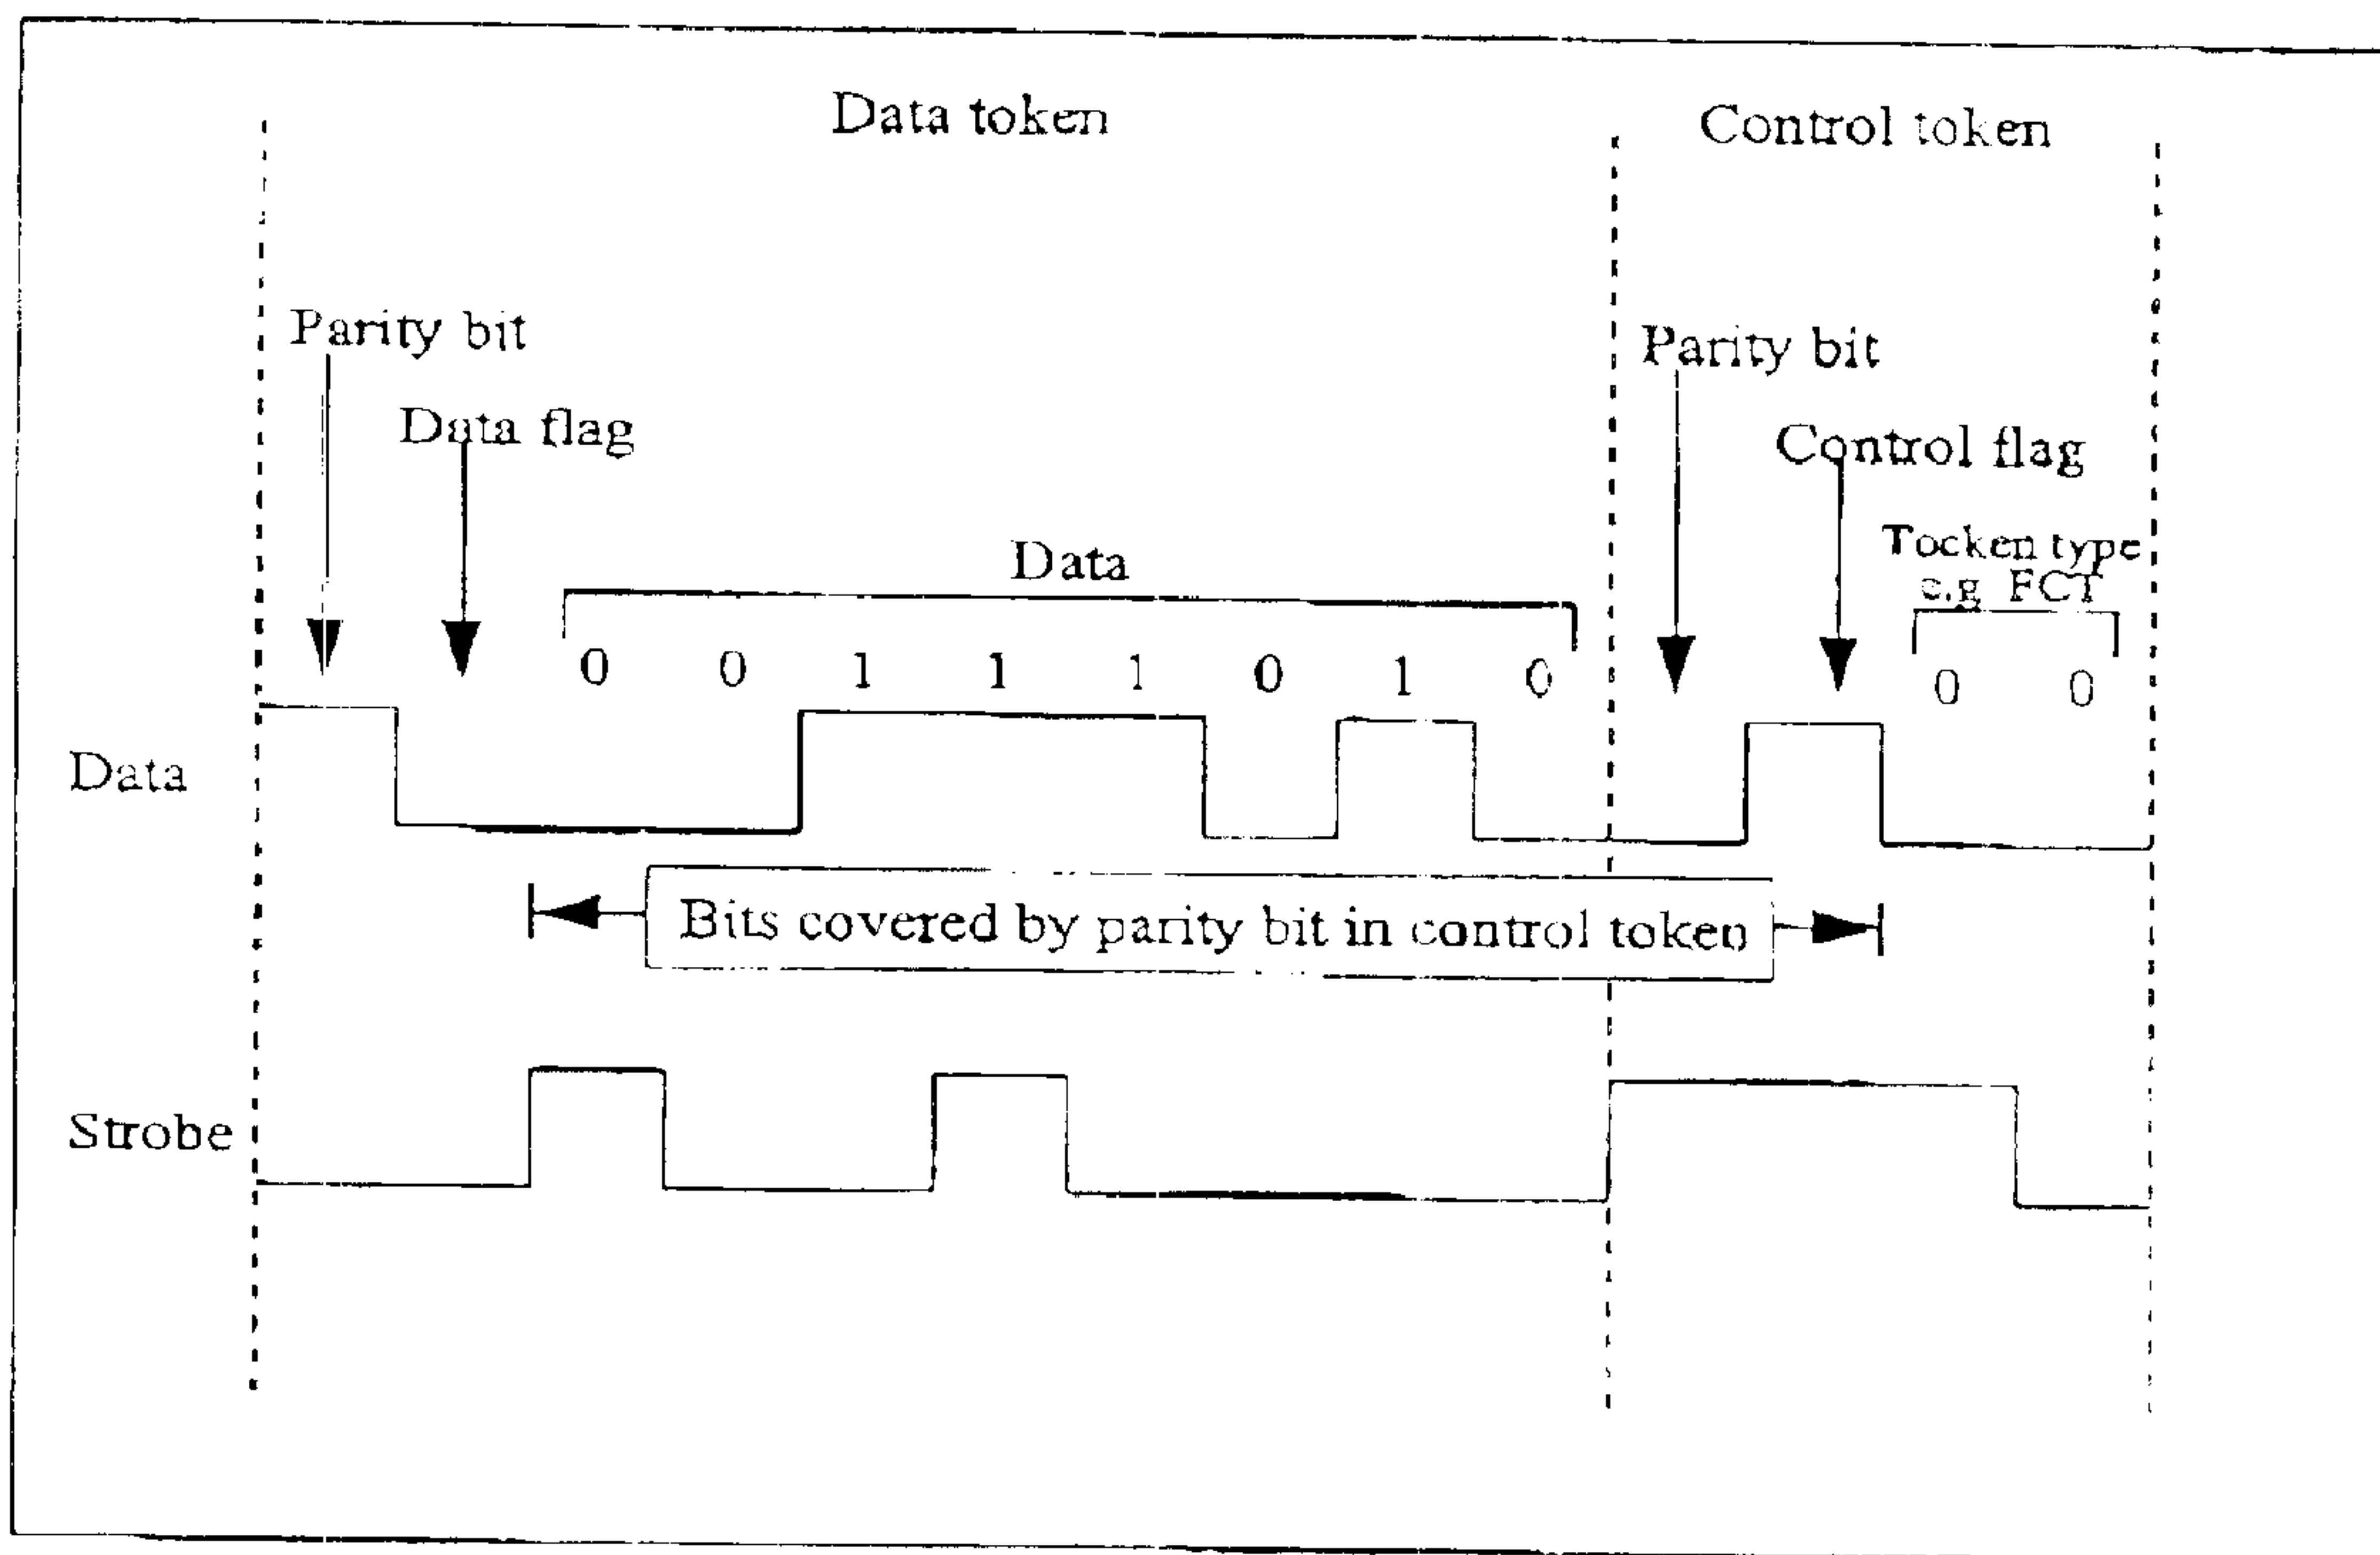 Data token
Control token
Parity bit
Parity bit
Data flag
Control flag
Tocken type
e.g FCT
Data
0 0 1 1 1 0 1 0
0 0
Data
Bits covered by parity bit in control token
Strobe